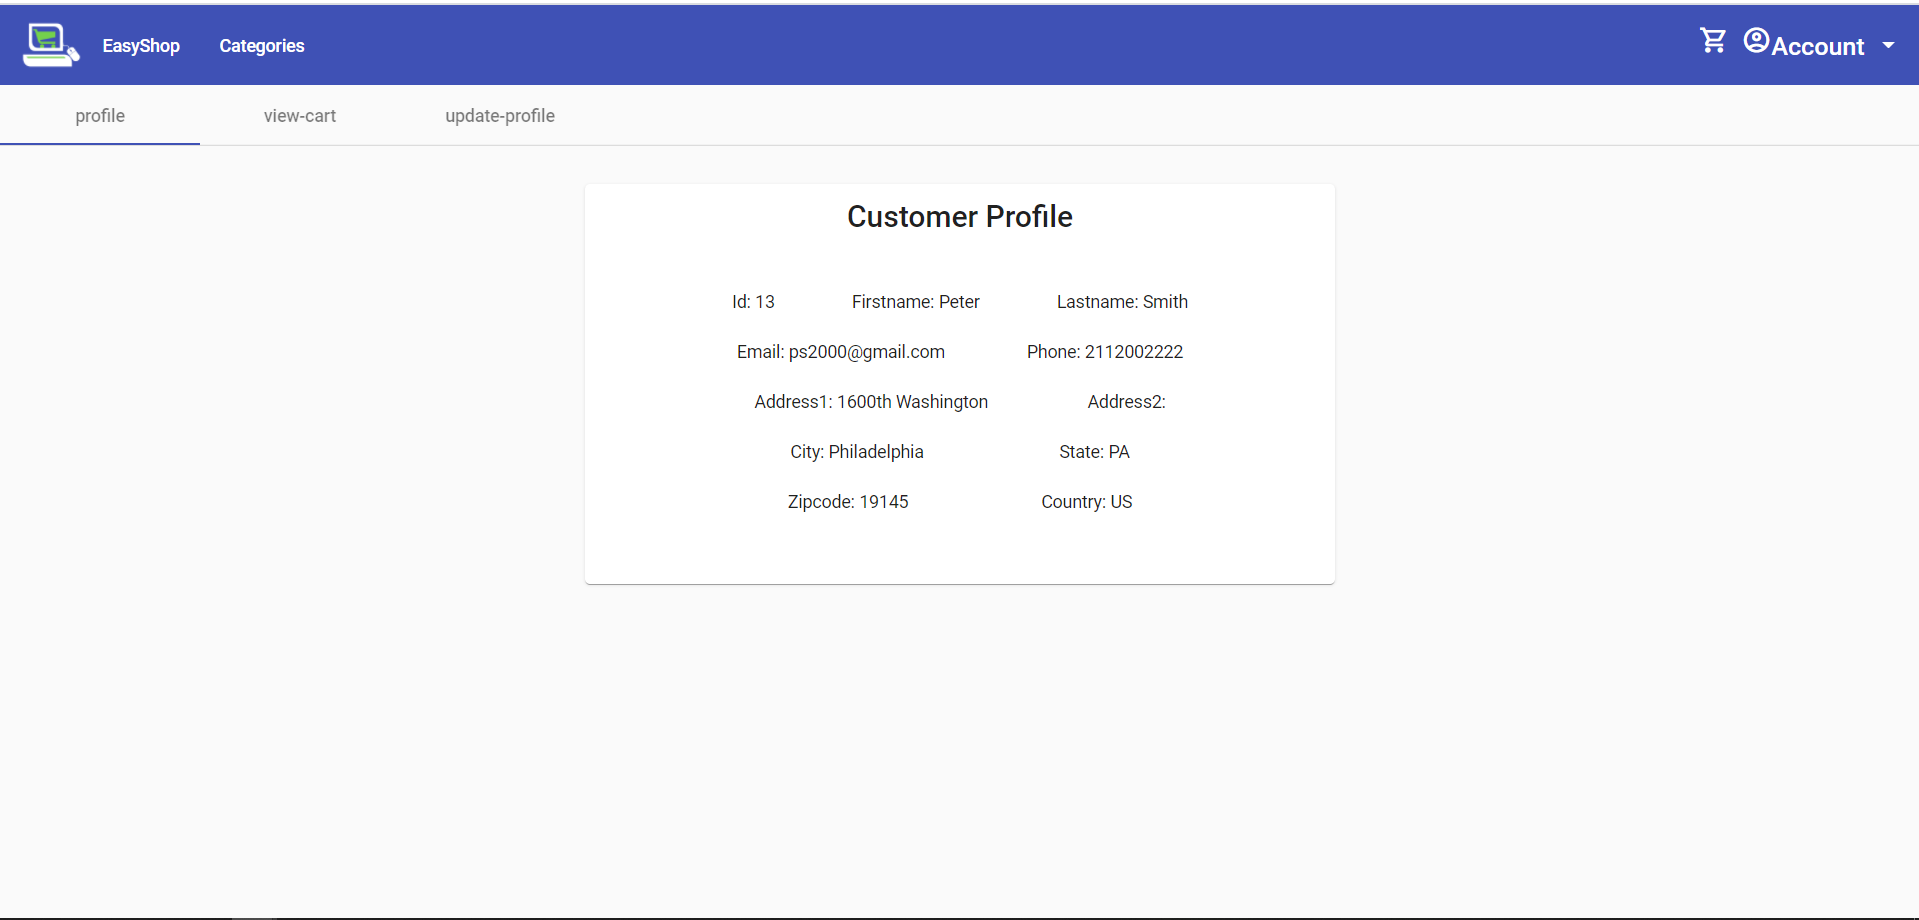 EasyShop Categories Account
profile view-cart update-profile
Customer Profile
Id: 13 Firstname: Peter Lastname: Smith
Email: ps2000@gmail.com Phone: 2112002222
Address1: 1600th Washington Address2:
City: Philadelphia State: PA
Zipcode: 19145 Country: US